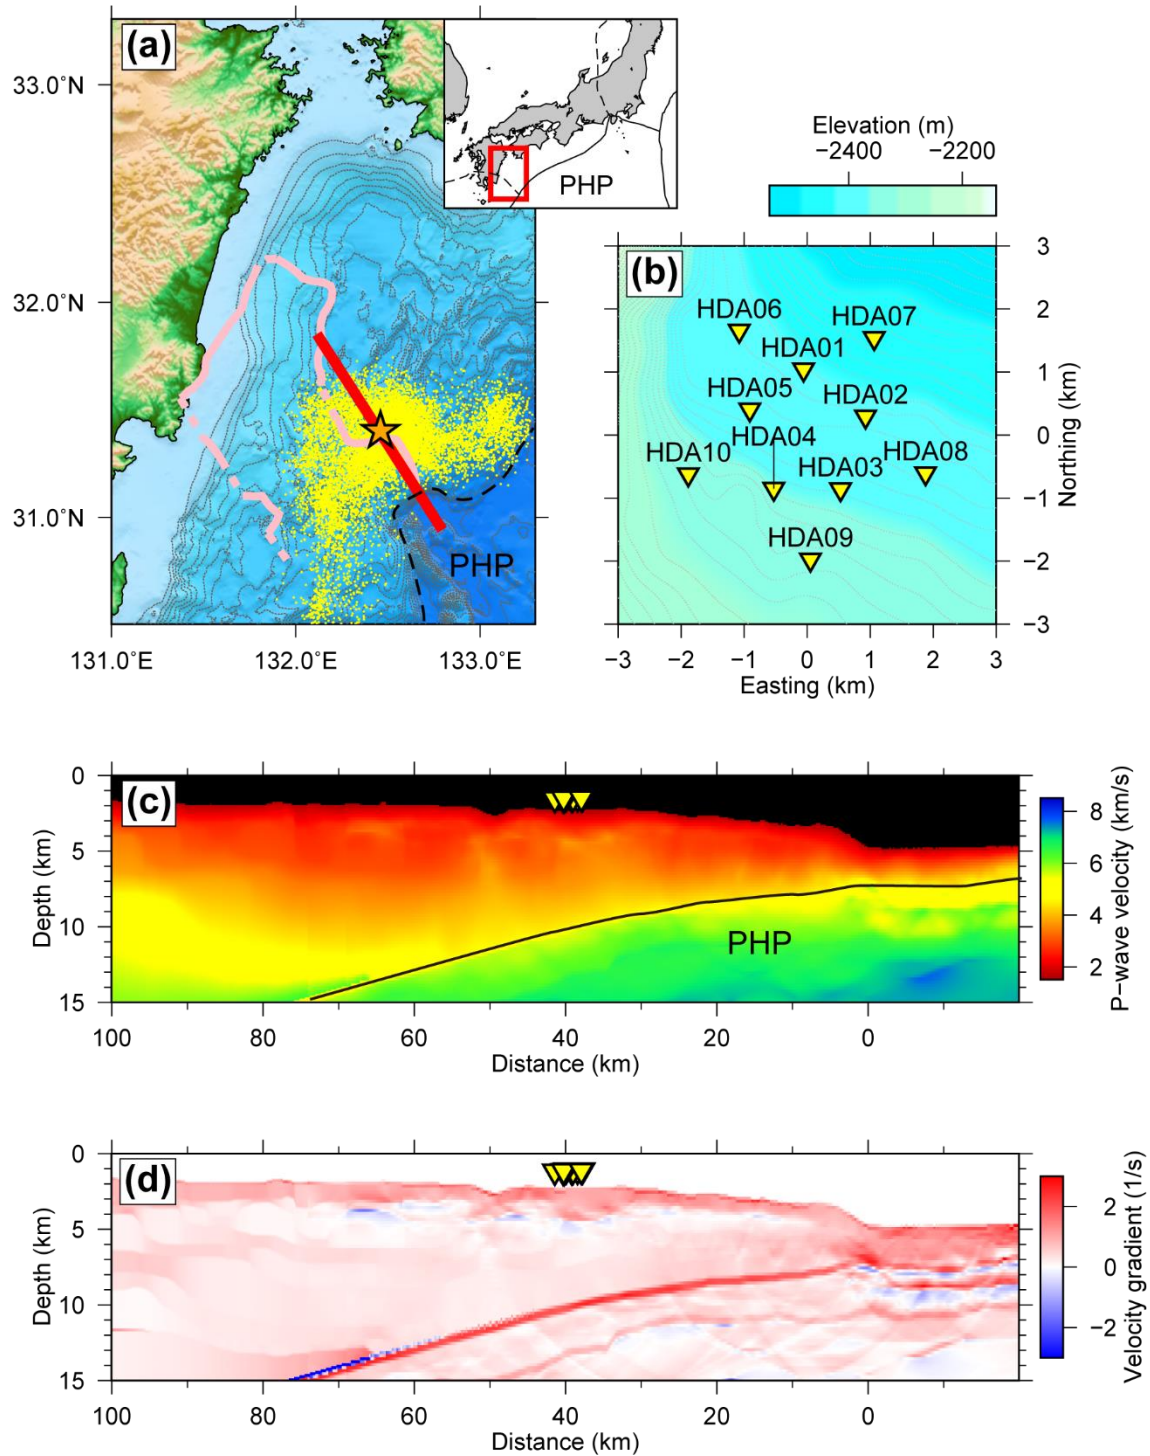 (a)
33.0°N
32.0°N
31.0°N
131.0°E
132.0°E
133.0°E
PHP
PHP
Elevation (m)
−2400
−2200
(b)
HDA06
HDA07
HDA01
HDA05
HDA02
HDA04
HDA10
HDA03
HDA08
HDA09
3
2
1
0
−1
−2
−3
Northing (km)
−3
−2
−1
0
1
2
3
Easting (km)
(c)
0
5
10
15
Depth (km)
PHP
100
80
60
40
20
0
Distance (km)
8
6
4
2
P−wave velocity (km/s)
(d)
0
5
10
15
Depth (km)
100
80
60
40
20
0
Distance (km)
2
0
−2
Velocity gradient (1/s)